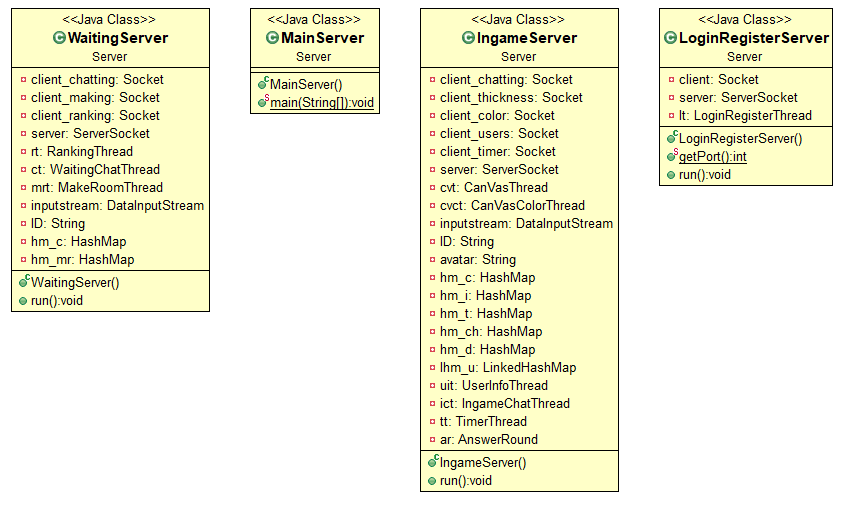 <<Java Class>>
WaitingServer
Server
client_chatting: Socket
client_making: Socket
client_ranking: Socket
server: ServerSocket
rt: RankingThread
ct: WaitingChatThread
mrt: MakeRoomThread
inputstream: DataInputStream
ID: String
hm_c: HashMap
hm_mr: HashMap
WaitingServer()
run():void
<<Java Class>>
MainServer
Server
MainServer()
main(String[]):void
<<Java Class>>
IngameServer
Server
client_chatting: Socket
client_thickness: Socket
client_color: Socket
client_users: Socket
client_timer: Socket
server: ServerSocket
cvt: CanVasThread
cvct: CanVasColorThread
inputstream: DataInputStream
ID: String
avatar: String
hm_c: HashMap
hm_i: HashMap
hm_t: HashMap
hm_ch: HashMap
hm_d: HashMap
lhm_u: LinkedHashMap
uit: UserInfoThread
ict: IngameChatThread
tt: TimerThread
ar: AnswerRound
IngameServer()
run():void
<<Java Class>>
LoginRegisterServer
Server
client: Socket
server: ServerSocket
lt: LoginRegisterThread
LoginRegisterServer()
getPort():int
run():void